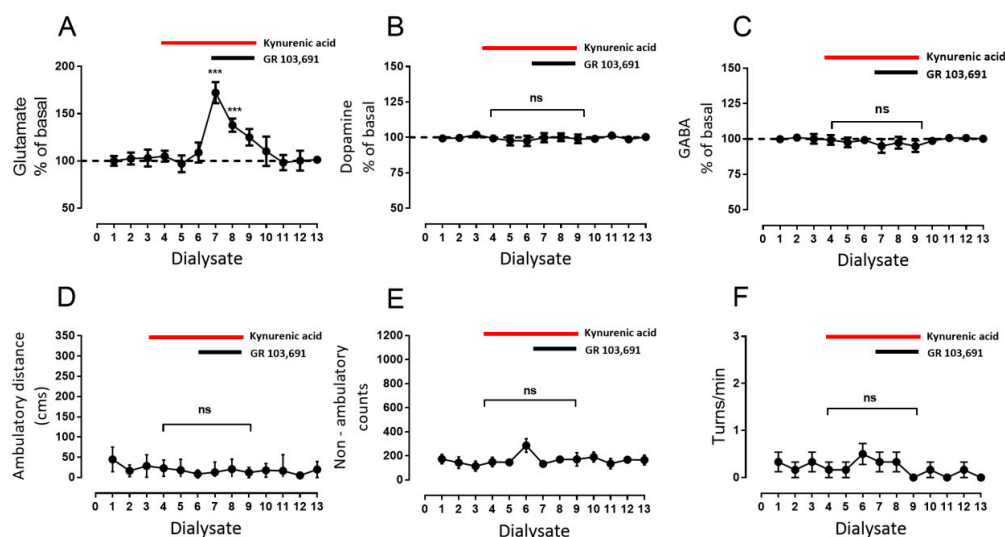 A
Kynurenic acid
GR 103,691
Glutamate
% of basal
200
150
100
50
***
***
0 1 2 3 4 5 6 7 8 9 10 11 12 13
Dialysate
B
Kynurenic acid
GR 103,691
Dopamine
% of basal
150
125
100
75
50
ns
0 1 2 3 4 5 6 7 8 9 10 11 12 13
Dialysate
C
Kynurenic acid
GR 103,691
GABA
% of basal
150
125
100
75
50
ns
0 1 2 3 4 5 6 7 8 9 10 11 12 13
Dialysate
D
Kynurenic acid
GR 103,691
Ambulatory distance
(cms)
350
300
250
200
150
100
50
0
ns
0 1 2 3 4 5 6 7 8 9 10 11 12 13
Dialysate
E
Kynurenic acid
GR 103,691
Non - ambulatory
counts
1200
1000
800
600
400
200
0
ns
0 1 2 3 4 5 6 7 8 9 10 11 12 13
Dialysate
F
Kynurenic acid
GR 103,691
Turns/min
3
2
1
0
ns
0 1 2 3 4 5 6 7 8 9 10 11 12 13
Dialysate